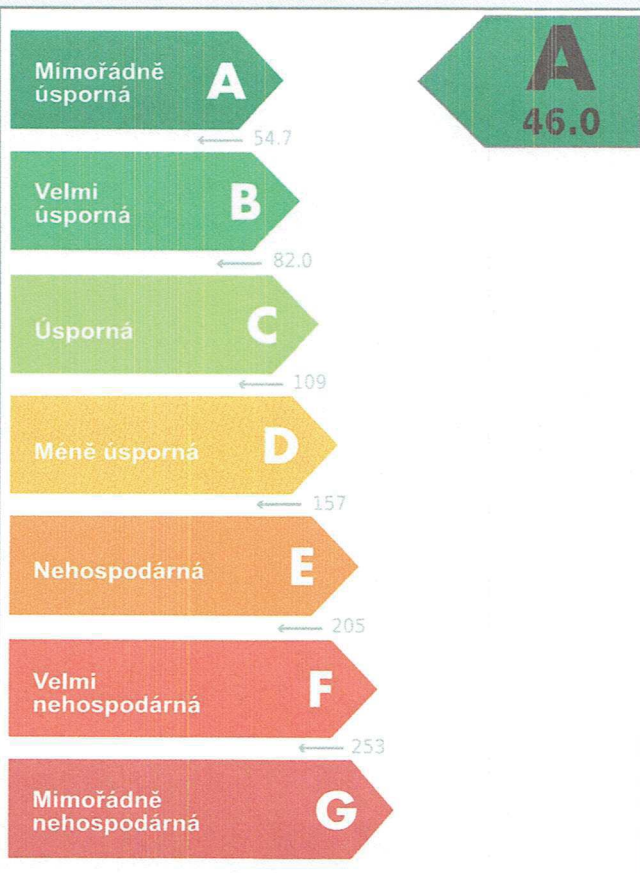 Mimořádně
úsporná
A
54.7
Velmi
úsporná
B
82.0
Úsporná
C
109
Méně úsporná
D
157
Nehospodárná
E
205
Velmi
nehospodárná
F
253
Mimořádně
nehospodárná
G
A
46.0